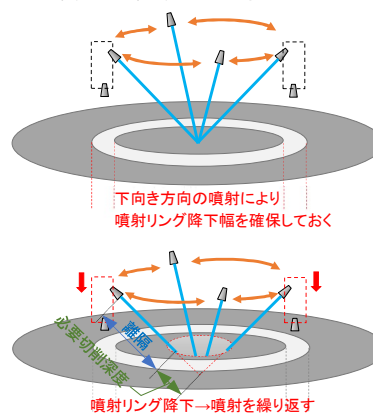 下向き方向の噴射により
噴射リング降下幅を確保しておく
離隔
必要切削深度
噴射リング降下→噴射を繰り返す